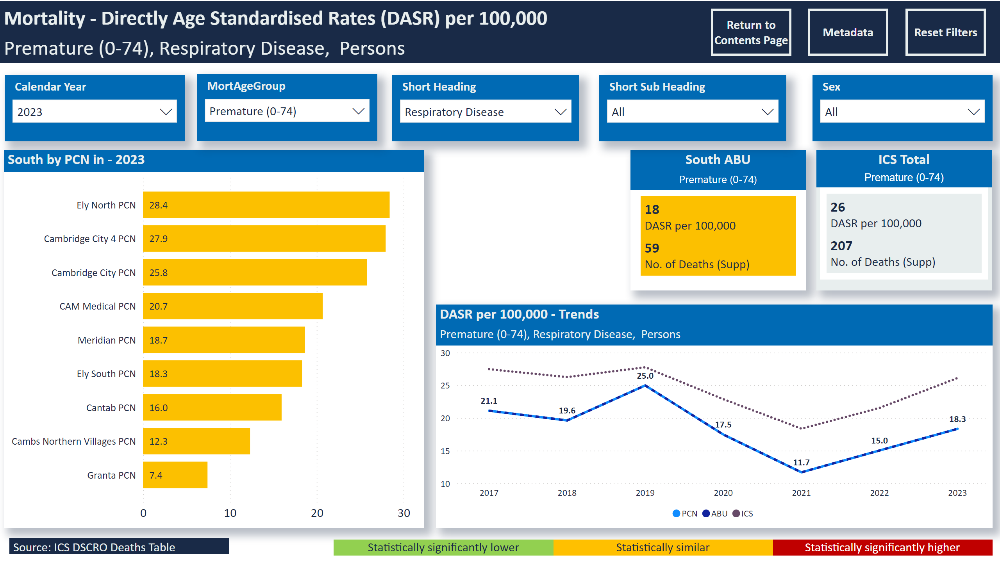 Mortality - Directly Age Standardised Rates (DASR) per 100,000
Premature (0-74), Respiratory Disease,  Persons
Return to
Contents Page
Metadata
Reset Filters
Calendar Year
2023
MortAgeGroup
Premature (0-74)
Short Heading
Respiratory Disease
Short Sub Heading
All
Sex
All
South by PCN in - 2023
Ely North PCN 28.4
Cambridge City 4 PCN 27.9
Cambridge City PCN 25.8
CAM Medical PCN 20.7
Meridian PCN 18.7
Ely South PCN 18.3
Cantab PCN 16.0
Cambs Northern Villages PCN 12.3
Granta PCN 7.4
0 10 20 30
South ABU
Premature (0-74)
18
DASR per 100,000
59
No. of Deaths (Supp)
ICS Total
Premature (0-74)
26
DASR per 100,000
207
No. of Deaths (Supp)
DASR per 100,000 - Trends
Premature (0-74), Respiratory Disease,  Persons
30
25
20
15
10
21.1
19.6
25.0
17.5
11.7
15.0
18.3
2017 2018 2019 2020 2021 2022 2023
PCN ABU ICS
Source: ICS DSCRO Deaths Table
Statistically significantly lower
Statistically similar
Statistically significantly higher